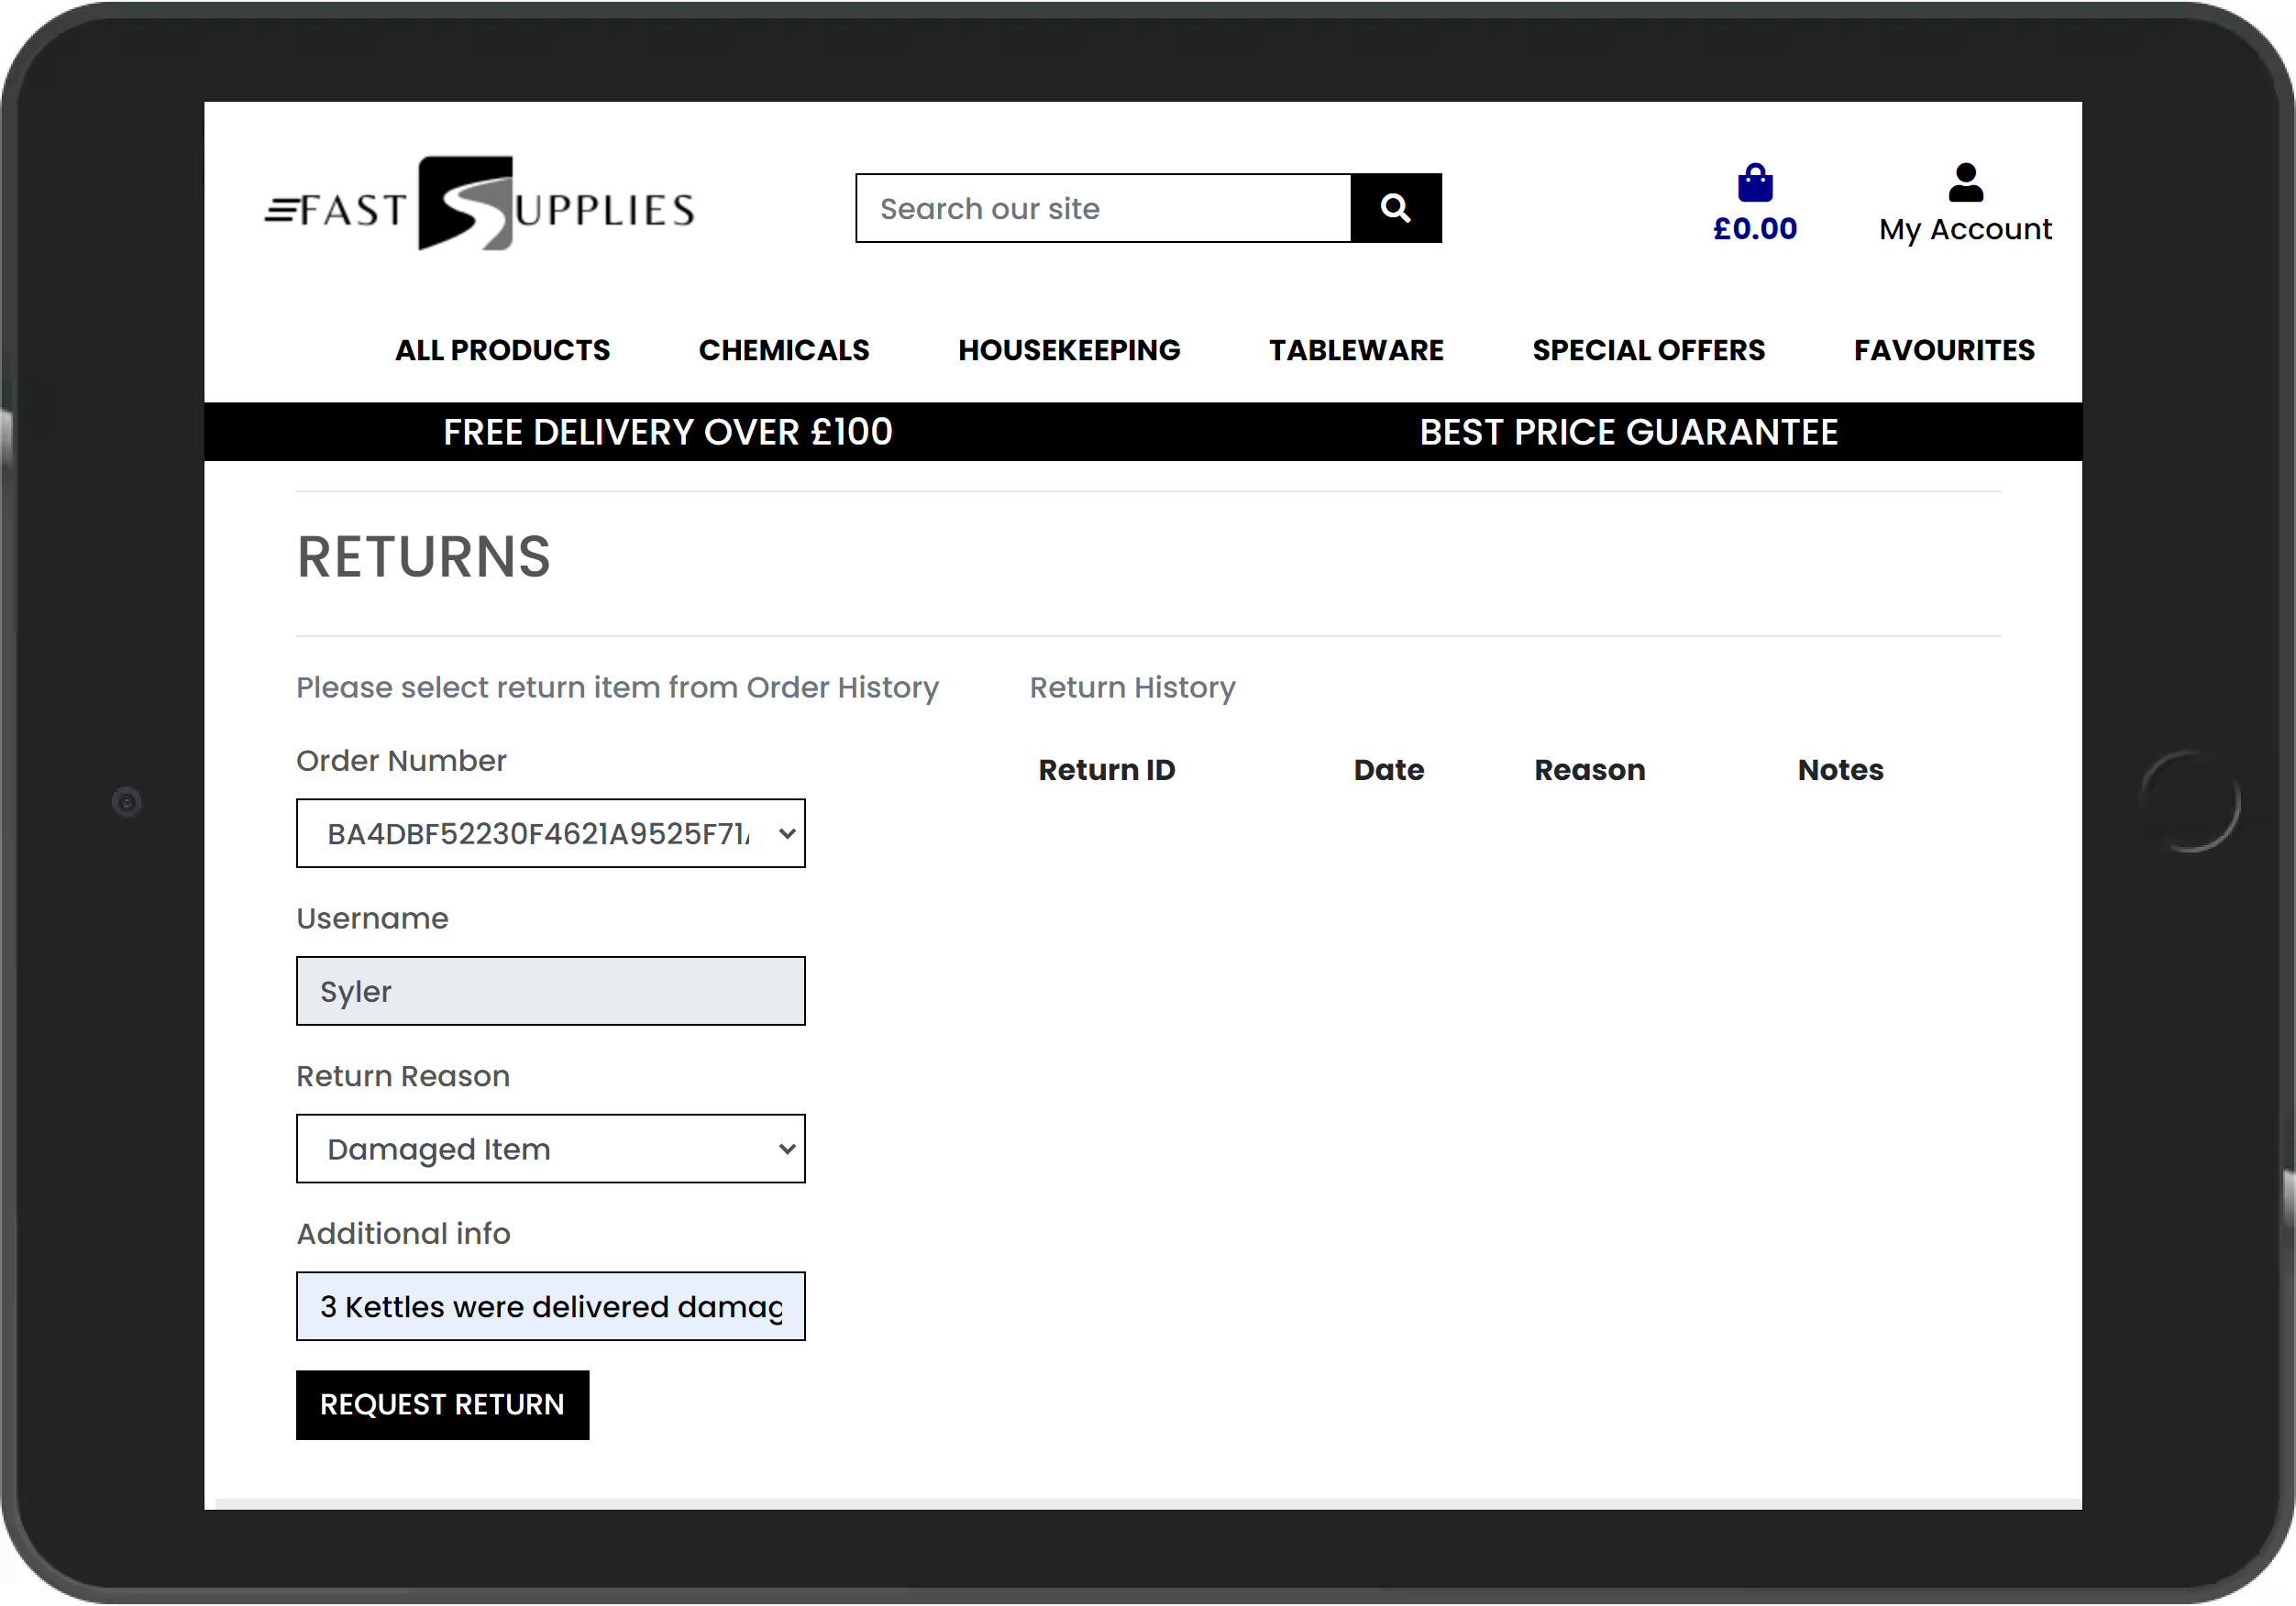 FAST SUPPLIES
Search our site
£0.00
My Account
ALL PRODUCTS CHEMICALS HOUSEKEEPING TABLEWARE SPECIAL OFFERS FAVOURITES
FREE DELIVERY OVER £100 BEST PRICE GUARANTEE
RETURNS
Please select return item from Order History
Order Number
BA4DBF52230F4621A9525F71
Username
Syler
Return Reason
Damaged Item
Additional info
3 Kettles were delivered damag
REQUEST RETURN
Return History
Return ID Date Reason Notes